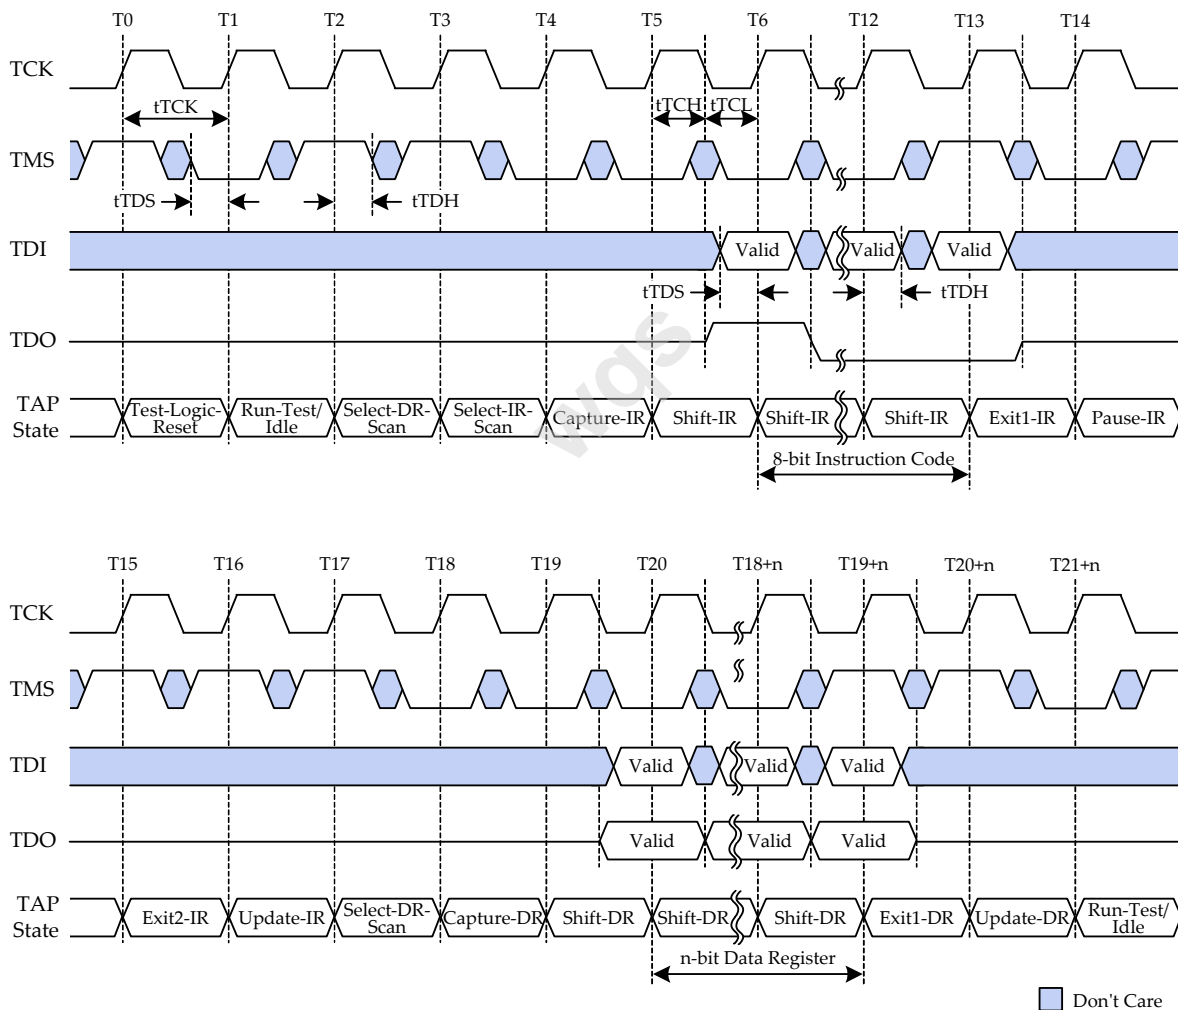 T0 T1 T2 T3 T4 T5 T6 T12 T13 T14
TCK
tTCK
tTCH tTCL
TMS
tTDS
tTDH
TDI
Valid Valid Valid
tTDS
tTDH
TDO
TAP
State
Test-Logic-
Reset
Run-Test/
Idle
Select-DR-
Scan
Select-IR-
Scan
Capture-IR
Shift-IR
Shift-IR
Shift-IR
Exit1-IR
Pause-IR
8-bit Instruction Code
wqs
T15 T16 T17 T18 T19 T20 T18+n T19+n T20+n T21+n
TCK
TMS
TDI
Valid Valid Valid
TDO
Valid Valid Valid
TAP
State
Exit2-IR
Update-IR
Select-DR-
Scan
Capture-DR
Shift-DR
Shift-DR
Shift-DR
Exit1-DR
Update-DR
Run-Test/
Idle
n-bit Data Register
Don't Care